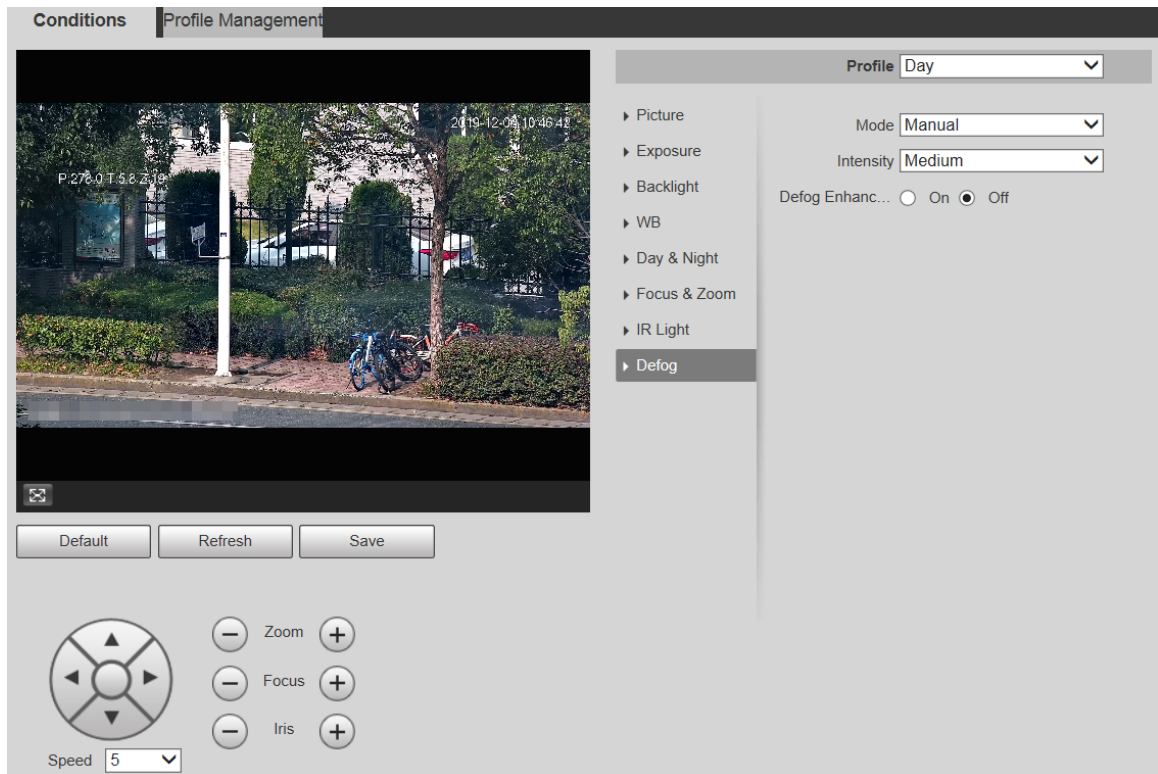 Conditions
Profile Management
Profile Day
2019-12-04 10:46:42
P:278.0 T:5.8 Z:19
Picture
Exposure
Backlight
WB
Day & Night
Focus & Zoom
IR Light
Defog
Mode Manual
Intensity Medium
Defog Enhanc... On Off
Default Refresh Save
Zoom
Focus
Iris
Speed 5